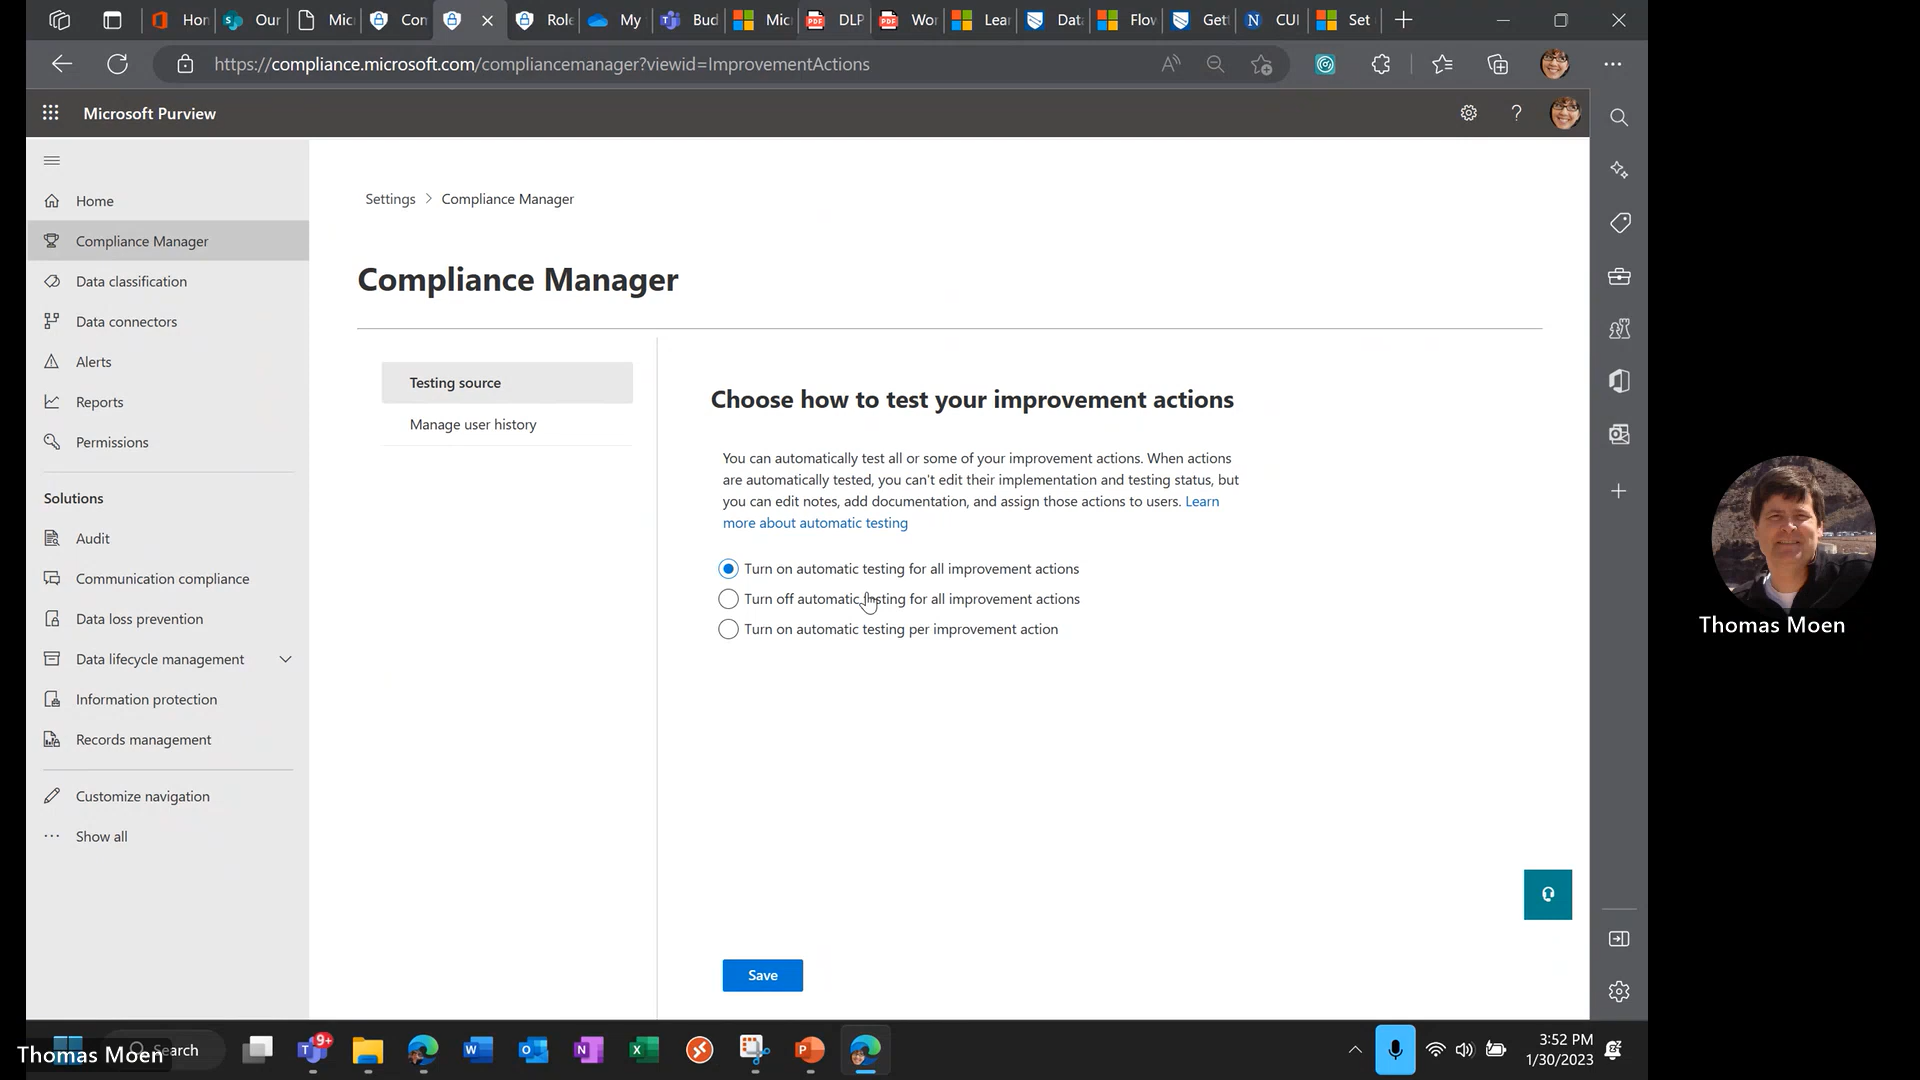 Hon
Our
Mic
Con
Role
My
Bud
Mic
DLP
Wor
Lear
Data
Flow
Gett
CUI
Set
https://compliance.microsoft.com/compliancemanager?viewid=ImprovementActions
Microsoft Purview
?
Home
Compliance Manager
Data classification
Data connectors
Alerts
Reports
Permissions
Solutions
Audit
Communication compliance
Data loss prevention
Data lifecycle management
Information protection
Records management
Customize navigation
Show all
Settings > Compliance Manager
Compliance Manager
Testing source
Manage user history
Choose how to test your improvement actions
You can automatically test all or some of your improvement actions. When actions
are automatically tested, you can't edit their implementation and testing status, but
you can edit notes, add documentation, and assign those actions to users. Learn
more about automatic testing
Turn on automatic testing for all improvement actions
Turn off automatic testing for all improvement actions
Turn on automatic testing per improvement action
Save
Thomas Moen
Thomas Moen
Search
9+
3:52 PM
1/30/2023